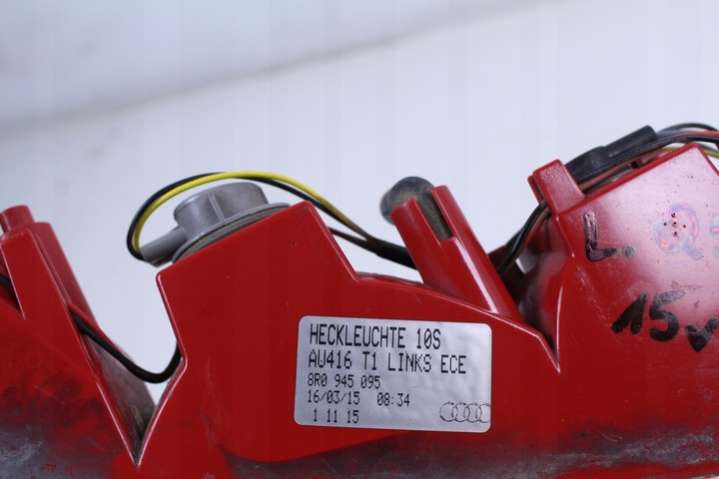 HECKLEUCHTE 10S
AU416 T1 LINKS ECE
8R0 945 095
16/03/15 08:34
1 11 15
L. Q
15